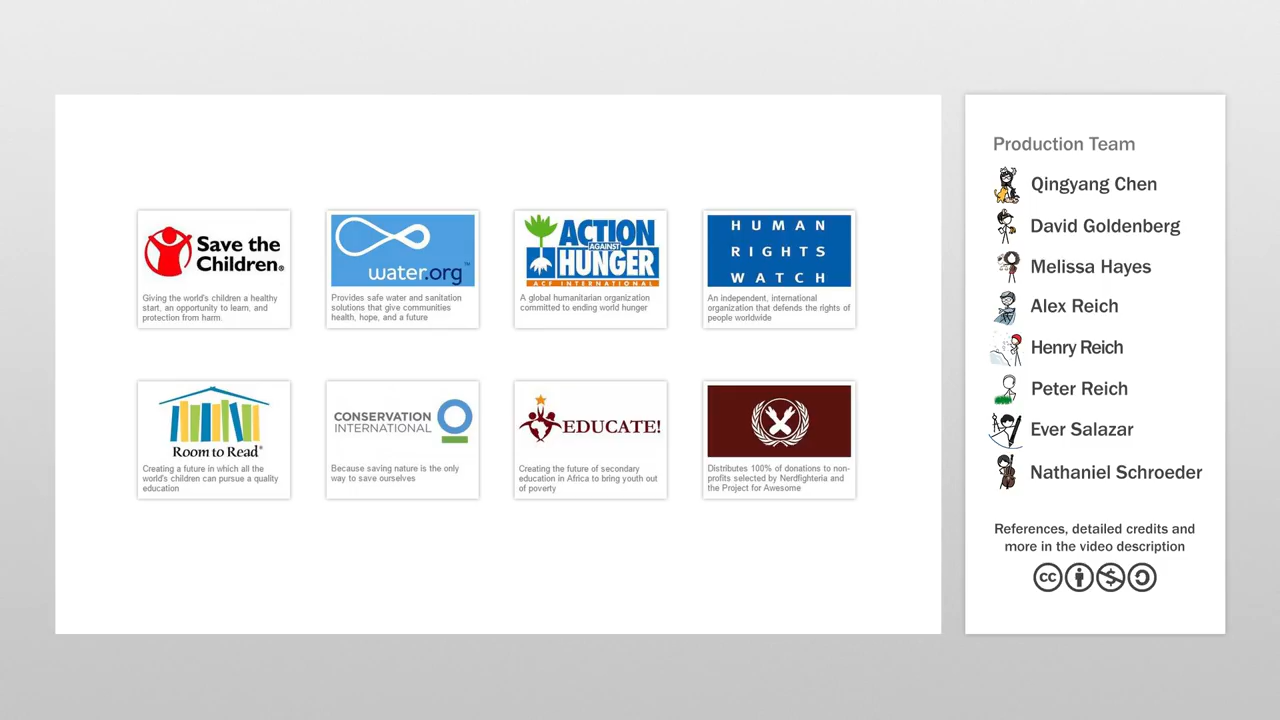 Save the
Children®
Giving the world's children a healthy
start, an opportunity to learn, and
protection from harm.
water.org™
Provides safe water and sanitation
solutions that give communities
health, hope, and a future
ACTION
AGAINST
HUNGER
ACF INTERNATIONAL
A global humanitarian organization
committed to ending world hunger
HUMAN
RIGHTS
WATCH
An independent, international
organization that defends the rights of
people worldwide
Room to Read®
Creating a future in which all the
world's children can pursue a quality
education
CONSERVATION
INTERNATIONAL
Because saving nature is the only
way to save ourselves
EDUCATE!
Creating the future of secondary
education in Africa to bring youth out
of poverty
Distributes 100% of donations to non-
profits selected by Nerdfighteria and
the Project for Awesome
Production Team
Qingyang Chen
David Goldenberg
Melissa Hayes
Alex Reich
Henry Reich
Peter Reich
Ever Salazar
Nathaniel Schroeder
References, detailed credits and
more in the video description
cc